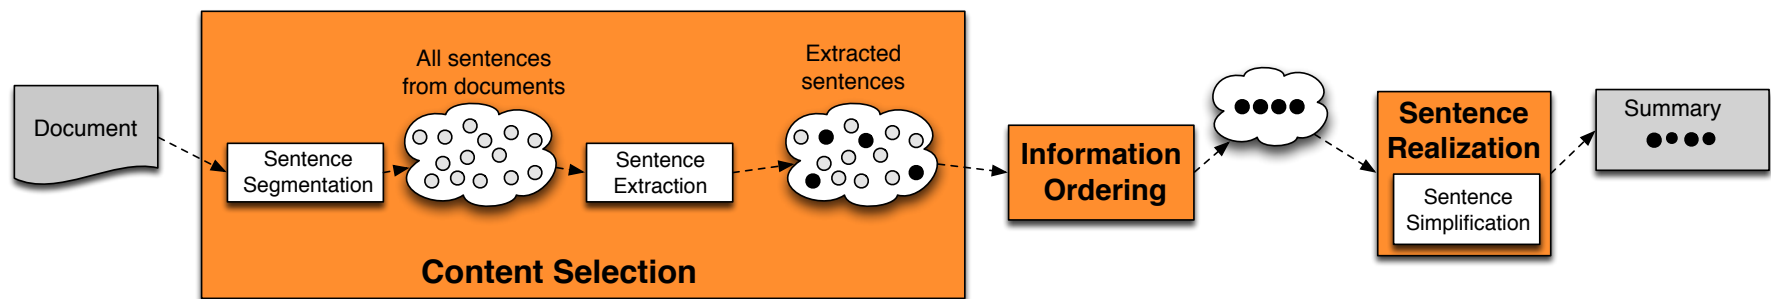 Document
Sentence
Segmentation
All sentences
from documents
Sentence
Extraction
Extracted
sentences
Content Selection
Information
Ordering
Sentence
Realization
Sentence
Simplification
Summary